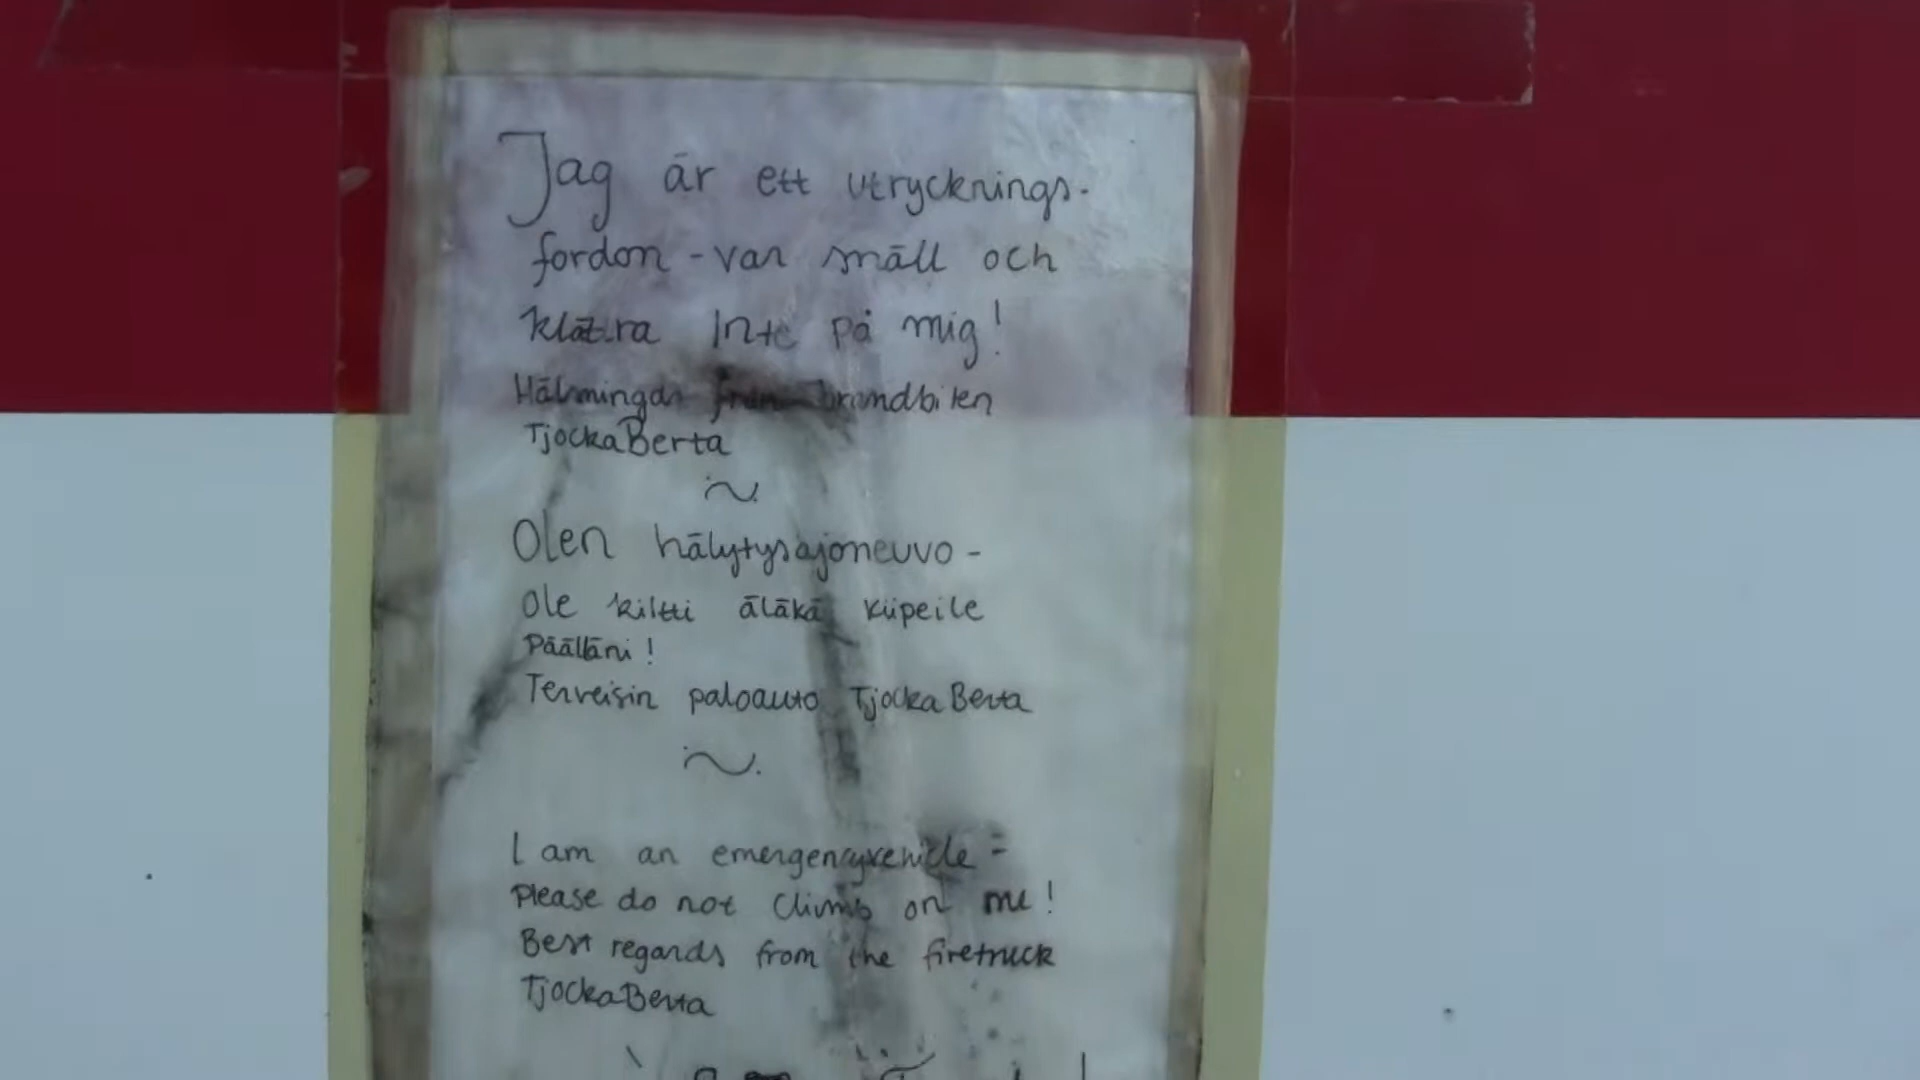 Jag är ett utrycknings-
fordon - var snäll och
klättra inte på mig!
Hälsningar från brandbilen
TjockaBerta
~
Olen hälytysajoneuvo -
Ole kiltti äläkä kiipeile
Päälläni!
Terveisin paloauto TjockaBerta
~
I am an emergencyvehicle -
Please do not climb on me!
Best regards from the firetruck
TjockaBerta